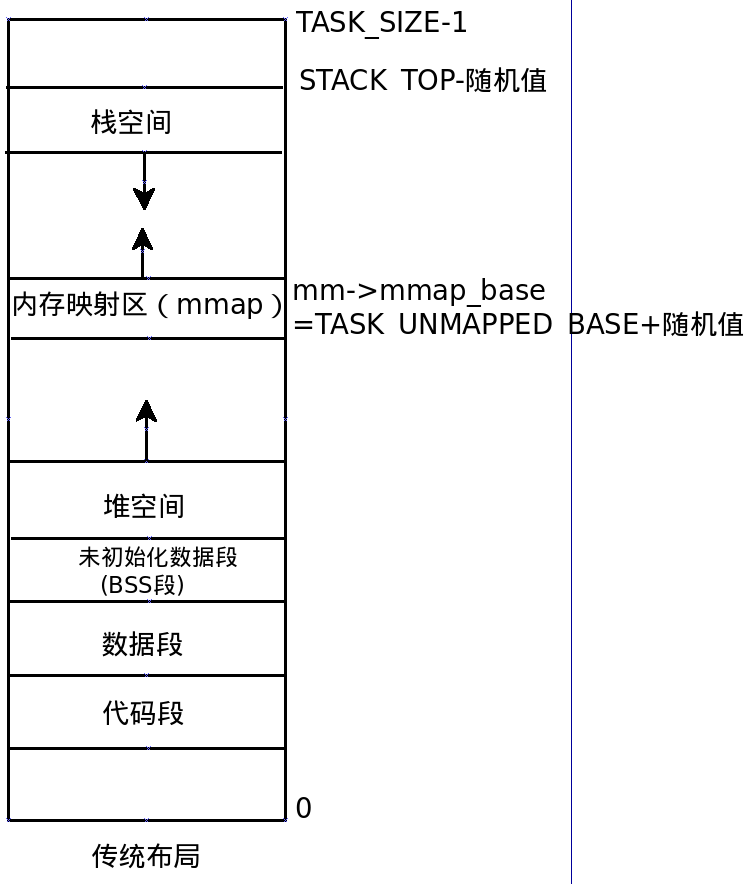 TASK_SIZE-1
STACK TOP-随机值
栈空间
mm->mmap_base
内存映射区（mmap）
=TASK UNMAPPED BASE+随机值
堆空间
未初始化数据段
(BSS段)
数据段
代码段
0
传统布局